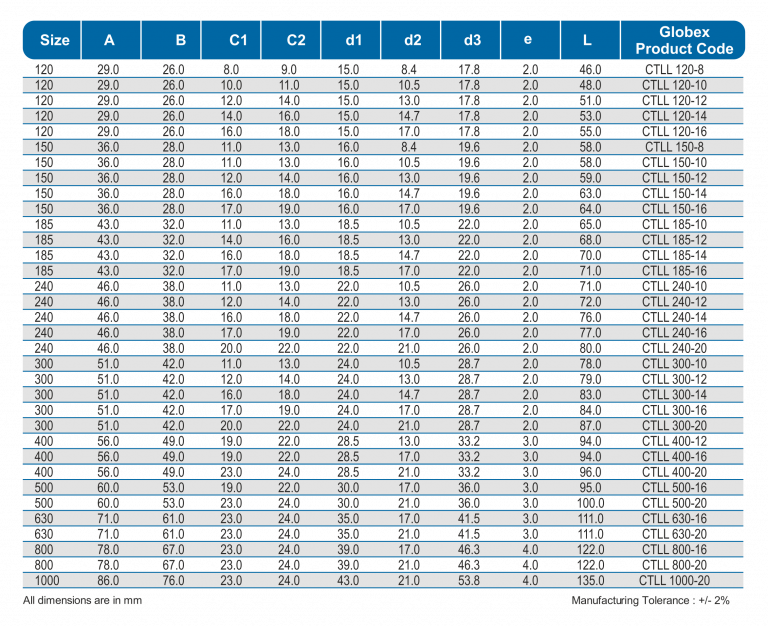 Size A B C1 C2 d1 d2 d3 e L Globex Product Code
120 29.0 26.0 8.0 9.0 15.0 8.4 17.8 2.0 46.0 CTLL 120-8
120 29.0 26.0 10.0 11.0 15.0 10.5 17.8 2.0 48.0 CTLL 120-10
120 29.0 26.0 12.0 14.0 15.0 13.0 17.8 2.0 51.0 CTLL 120-12
120 29.0 26.0 14.0 16.0 15.0 14.7 17.8 2.0 53.0 CTLL 120-14
120 29.0 26.0 16.0 18.0 15.0 17.0 17.8 2.0 55.0 CTLL 120-16
150 36.0 28.0 11.0 13.0 16.0 8.4 19.6 2.0 58.0 CTLL 150-8
150 36.0 28.0 11.0 13.0 16.0 10.5 19.6 2.0 58.0 CTLL 150-10
150 36.0 28.0 12.0 14.0 16.0 13.0 19.6 2.0 59.0 CTLL 150-12
150 36.0 28.0 16.0 18.0 16.0 14.7 19.6 2.0 63.0 CTLL 150-14
150 36.0 28.0 17.0 19.0 16.0 17.0 19.6 2.0 64.0 CTLL 150-16
185 43.0 32.0 11.0 13.0 18.5 10.5 22.0 2.0 65.0 CTLL 185-10
185 43.0 32.0 14.0 16.0 18.5 13.0 22.0 2.0 68.0 CTLL 185-12
185 43.0 32.0 16.0 18.0 18.5 14.7 22.0 2.0 70.0 CTLL 185-14
185 43.0 32.0 17.0 19.0 18.5 17.0 22.0 2.0 71.0 CTLL 185-16
240 46.0 38.0 11.0 13.0 22.0 10.5 26.0 2.0 71.0 CTLL 240-10
240 46.0 38.0 12.0 14.0 22.0 13.0 26.0 2.0 72.0 CTLL 240-12
240 46.0 38.0 16.0 18.0 22.0 14.7 26.0 2.0 76.0 CTLL 240-14
240 46.0 38.0 17.0 19.0 22.0 17.0 26.0 2.0 77.0 CTLL 240-16
240 46.0 38.0 20.0 22.0 22.0 21.0 26.0 2.0 80.0 CTLL 240-20
300 51.0 42.0 11.0 13.0 24.0 10.5 28.7 2.0 78.0 CTLL 300-10
300 51.0 42.0 12.0 14.0 24.0 13.0 28.7 2.0 79.0 CTLL 300-12
300 51.0 42.0 16.0 18.0 24.0 14.7 28.7 2.0 83.0 CTLL 300-14
300 51.0 42.0 17.0 19.0 24.0 17.0 28.7 2.0 84.0 CTLL 300-16
300 51.0 42.0 20.0 22.0 24.0 21.0 28.7 2.0 87.0 CTLL 300-20
400 56.0 49.0 19.0 22.0 28.5 13.0 33.2 3.0 94.0 CTLL 400-12
400 56.0 49.0 19.0 22.0 28.5 17.0 33.2 3.0 94.0 CTLL 400-16
400 56.0 49.0 23.0 24.0 28.5 21.0 33.2 3.0 96.0 CTLL 400-20
500 60.0 53.0 19.0 22.0 30.0 17.0 36.0 3.0 95.0 CTLL 500-16
500 60.0 53.0 23.0 24.0 30.0 21.0 36.0 3.0 100.0 CTLL 500-20
630 71.0 61.0 23.0 24.0 35.0 17.0 41.5 3.0 111.0 CTLL 630-16
630 71.0 61.0 23.0 24.0 35.0 21.0 41.5 3.0 111.0 CTLL 630-20
800 78.0 67.0 23.0 24.0 39.0 17.0 46.3 4.0 122.0 CTLL 800-16
800 78.0 67.0 23.0 24.0 39.0 21.0 46.3 4.0 122.0 CTLL 800-20
1000 86.0 76.0 23.0 24.0 43.0 21.0 53.8 4.0 135.0 CTLL 1000-20
All dimensions are in mm Manufacturing Tolerance : +/- 2%